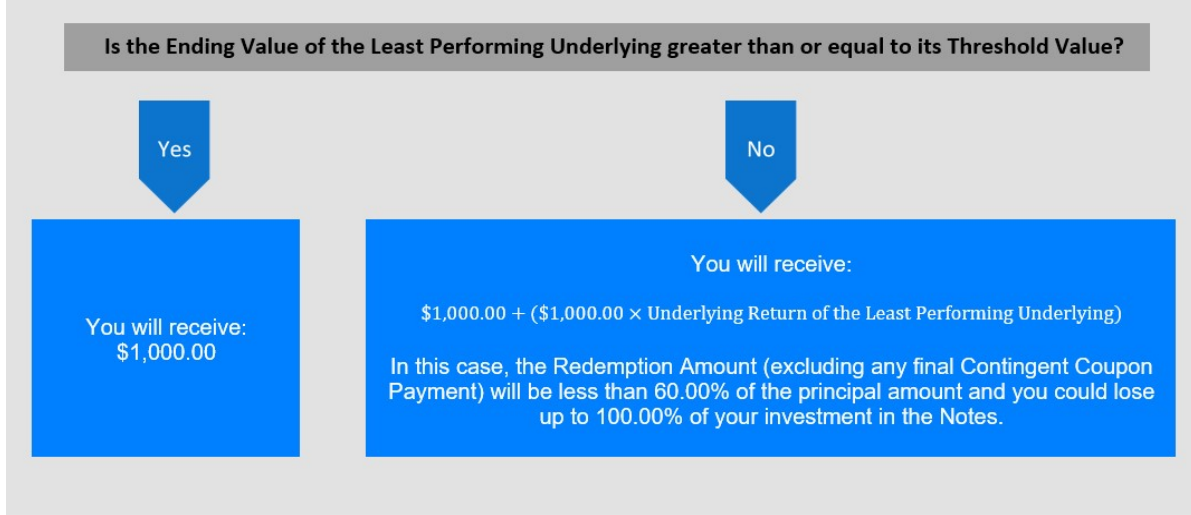 Is the Ending Value of the Least Performing Underlying greater than or equal to its Threshold Value?
Yes
No
You will receive:
$1,000.00
You will receive:
$1,000.00 + ($1,000.00 × Underlying Return of the Least Performing Underlying)
In this case, the Redemption Amount (excluding any final Contingent Coupon
Payment) will be less than 60.00% of the principal amount and you could lose
up to 100.00% of your investment in the Notes.